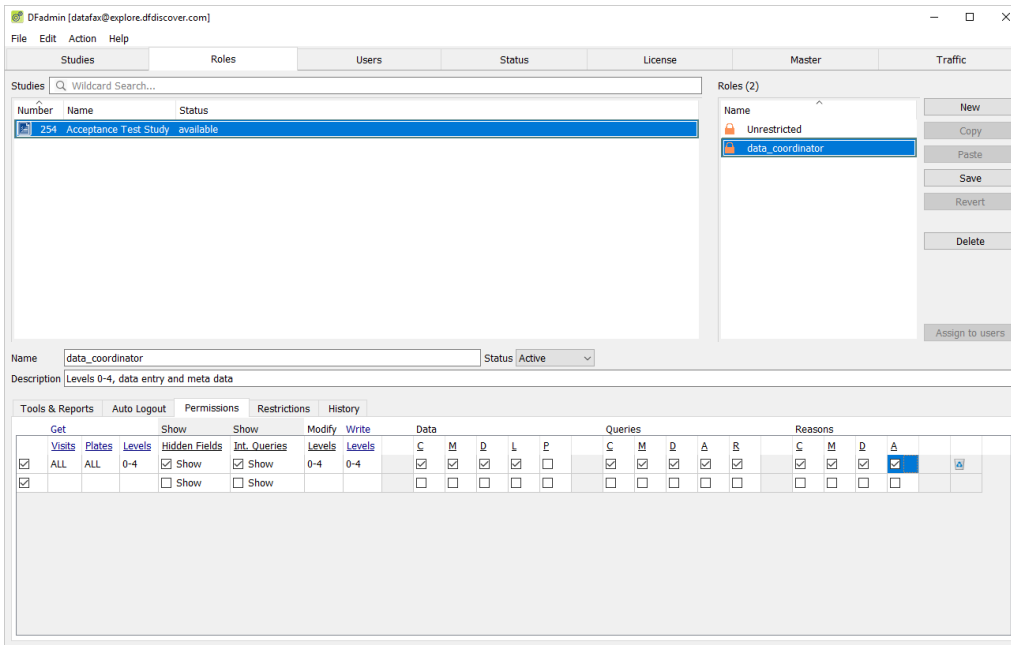 DFadmin [datafax@explore.dfdiscover.com]
File Edit Action Help
Studies Roles Users Status License Master Traffic
Studies Wildcard Search... Roles (2)
Number Name Status Name New
254 Acceptance Test Study available Unrestricted Copy
data_coordinator Paste
Save
Revert
Delete
Assign to users
Name data_coordinator Status Active
Description Levels 0-4, data entry and meta data
Tools & Reports Auto Logout Permissions Restrictions History
Get Show Show Modify Write Data Queries Reasons
Visits Plates Levels Hidden Fields Int. Queries Levels Levels C M D L P C M D A R C M D A
ALL ALL 0-4 Show Show 0-4 0-4
Show Show